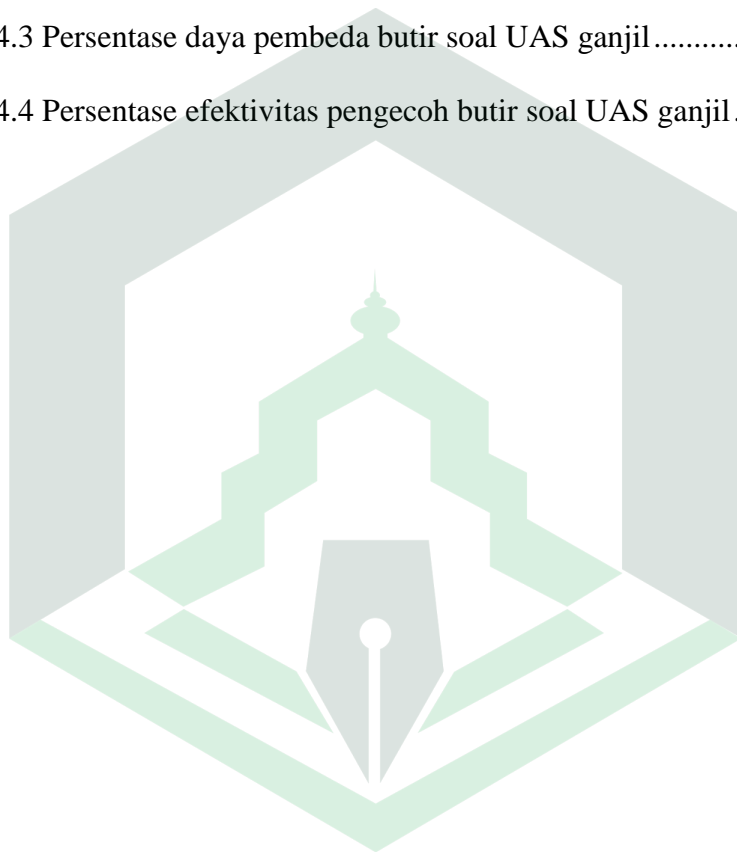 4.3 Persentase daya pembeda butir soal UAS ganjil...........
4.4 Persentase efektivitas pengecoh butir soal UAS ganjil.